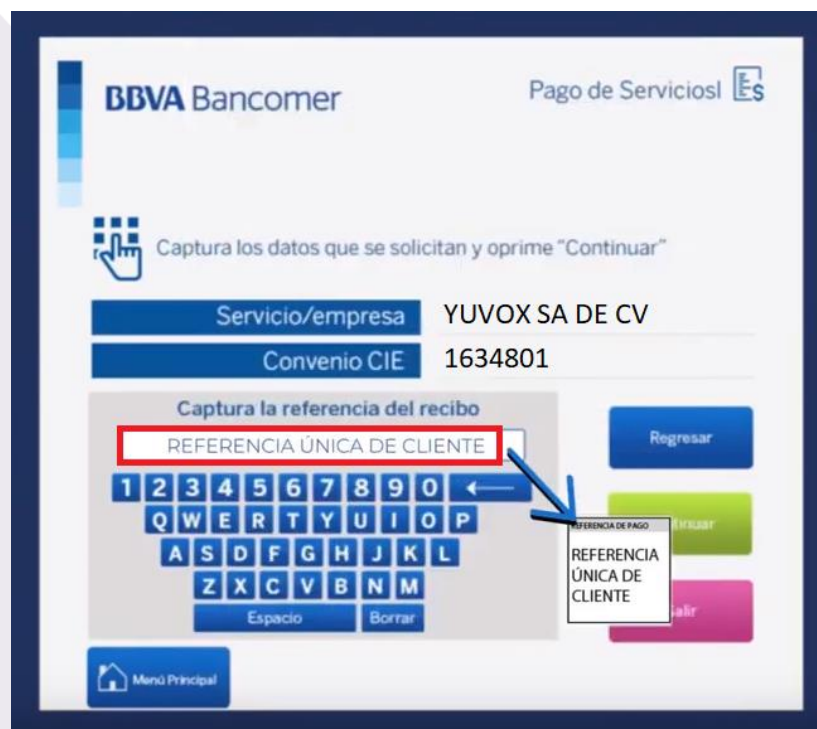 BBVA Bancomer
Pago de ServiciosI
Captura los datos que se solicitan y oprime "Continuar"
Servicio/empresa YUVOX SA DE CV
Convenio CIE 1634801
Captura la referencia del recibo
REFERENCIA ÚNICA DE CLIENTE
Regresar
1 2 3 4 5 6 7 8 9 0
Q W E R T Y U I O P
A S D F G H J K L
Z X C V B N M
Espacio Borrar
REFERENCIA DE PAGO
REFERENCIA
ÚNICA DE
CLIENTE
Menú Principal